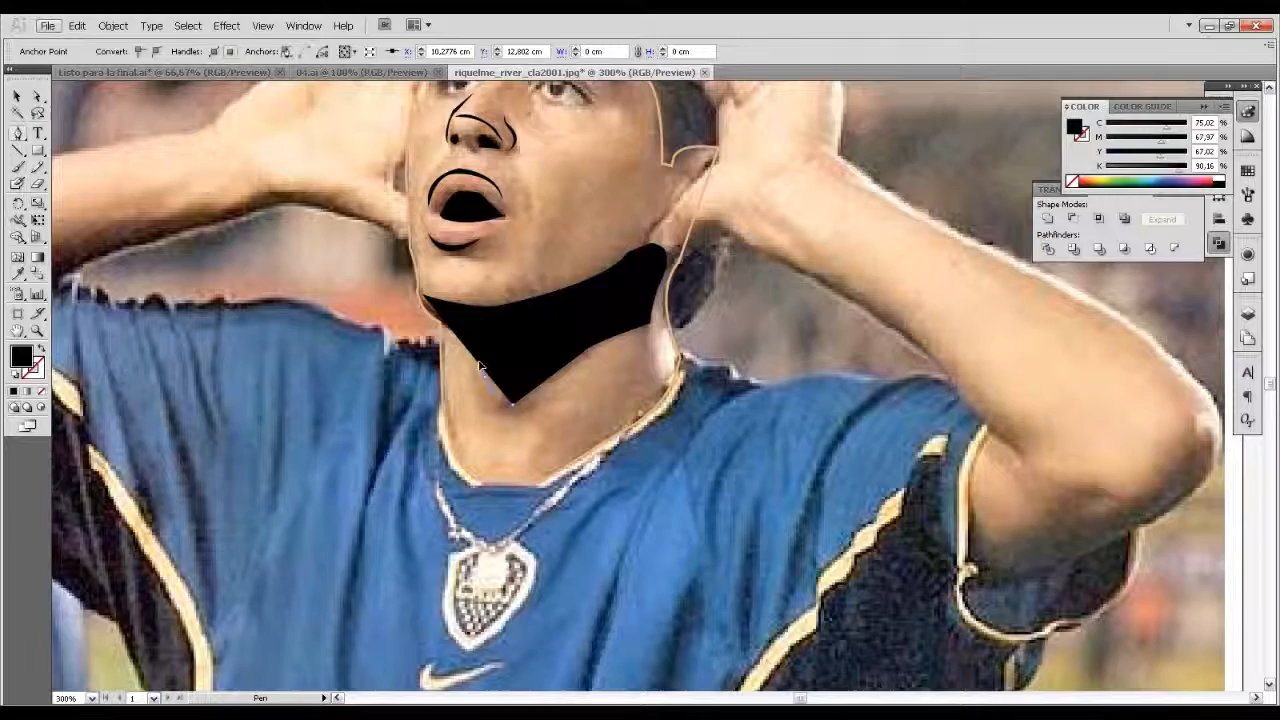 Ai File Edit Object Type Select Effect View Window Help Br
Anchor Point Convert: Handles: Anchors: X: 10,2776 cm Y: 12,802 cm W: 0 cm H: 0 cm
Listo para la final.ai* @ 66,67% (RGB/Preview) 04.ai @ 100% (RGB/Preview) riquelme_river_cla2001.jpg* @ 300% (RGB/Preview)
COLOR COLOR GUIDE
C 75,02 %
M 67,97 %
Y 67,02 %
K 90,16 %
TRAN
Shape Modes:
Expand
Pathfinders:
300% 1 Pen